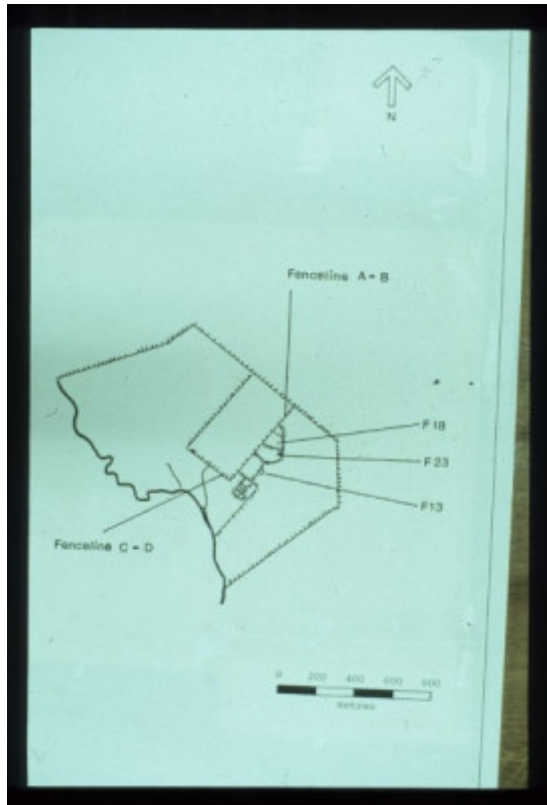 N
Fenceline A - B
F18
F23
F13
Fenceline C - D
0 200 400 600 800
metres